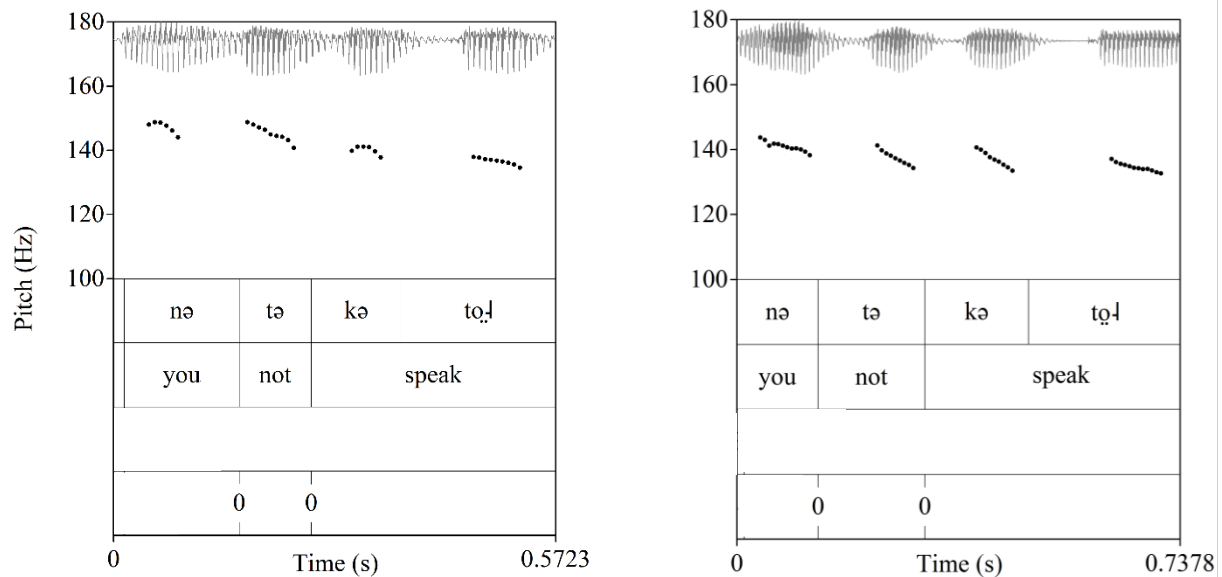 180
160
140
120
100
Pitch (Hz)
nə tə kə to̤˨
you not speak
0 0
0 Time (s) 0.5723
180
160
140
120
100
nə tə kə to̤˨
you not speak
0 0
0 Time (s) 0.7378